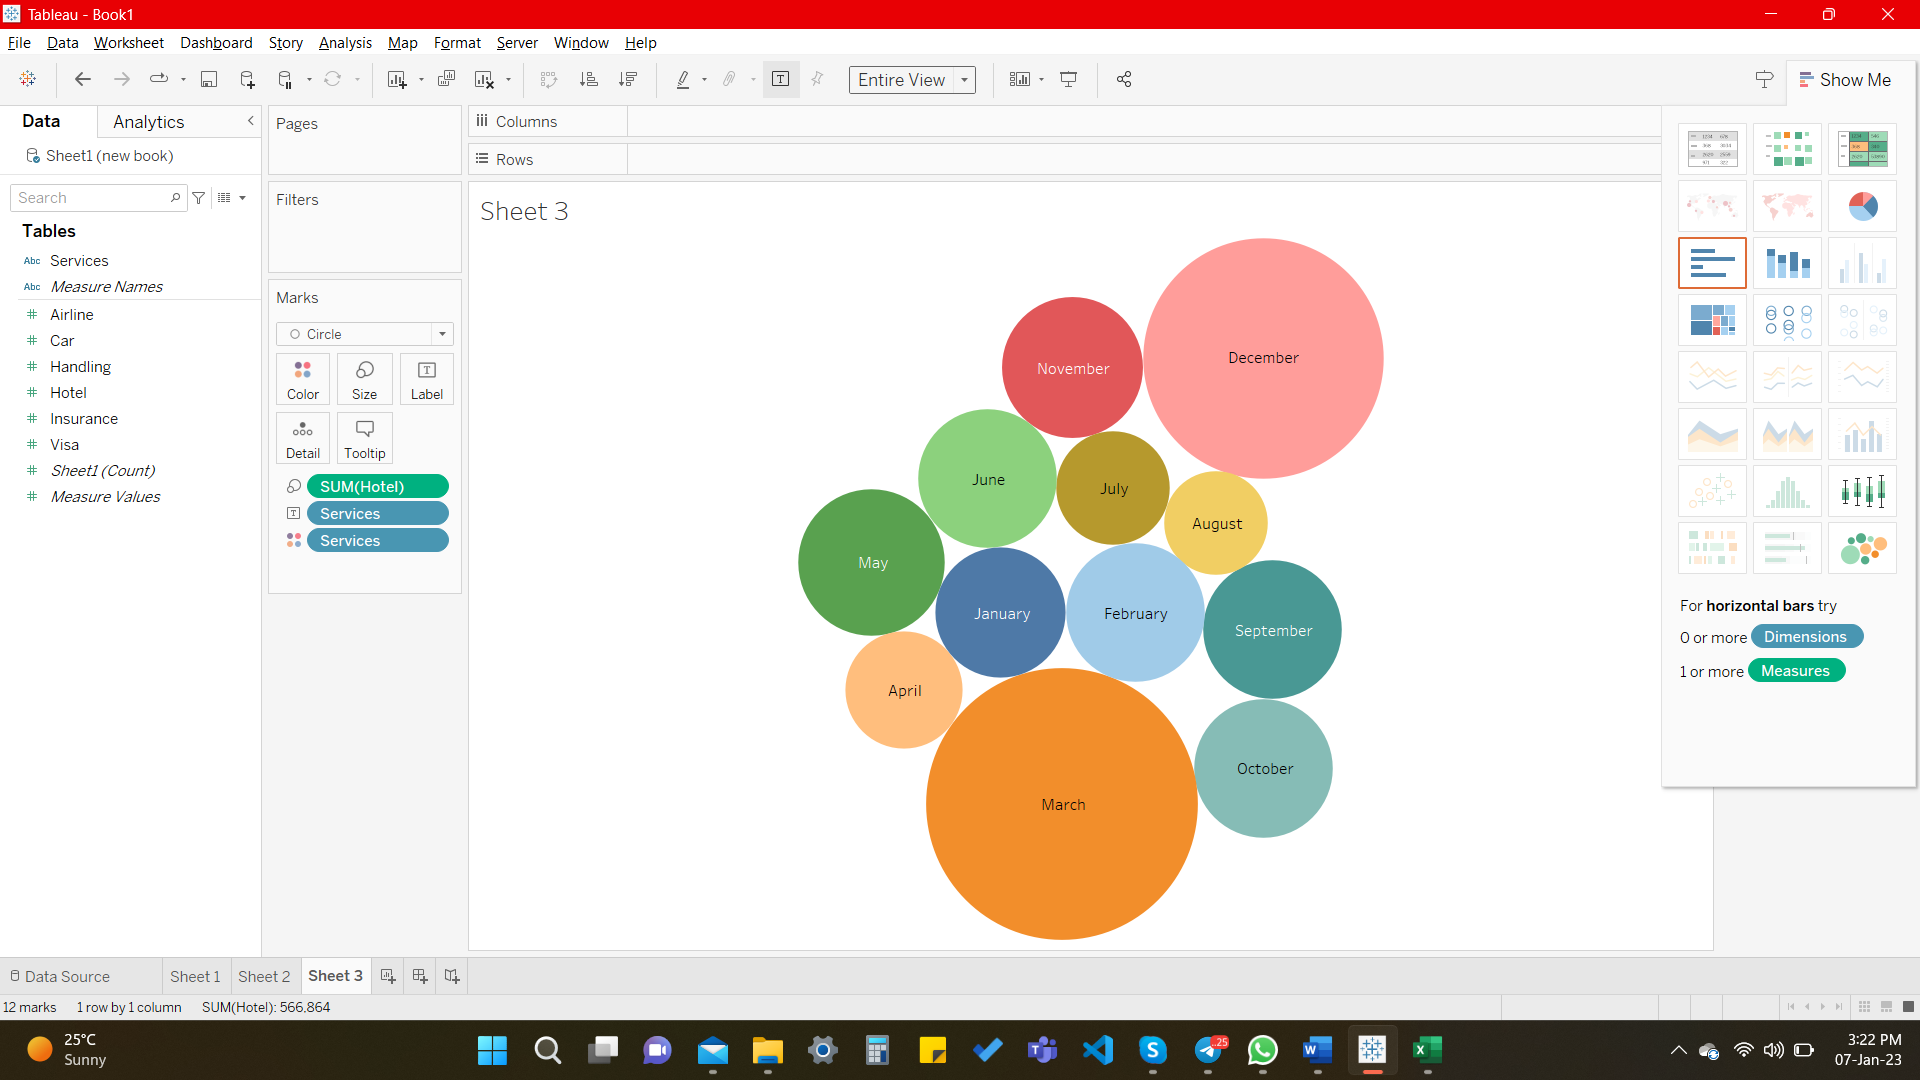 Tableau - Book1
File Data Worksheet Dashboard Story Analysis Map Format Server Window Help
Entire View
Show Me
Data Analytics
Sheet1 (new book)
Search
Tables
Abc Services
Abc Measure Names
Airline
Car
Handling
Hotel
Insurance
Visa
Sheet1 (Count)
Measure Values
Pages
Filters
Marks
Circle
Color Size Label
Detail Tooltip
SUM(Hotel)
Services
Services
Columns
Rows
Sheet 3
December
November
June
July
August
May
January
February
September
April
October
March
For horizontal bars try
0 or more Dimensions
1 or more Measures
Data Source Sheet 1 Sheet 2 Sheet 3
12 marks 1 row by 1 column SUM(Hotel): 566,864
25°C
Sunny
3:22 PM
07-Jan-23